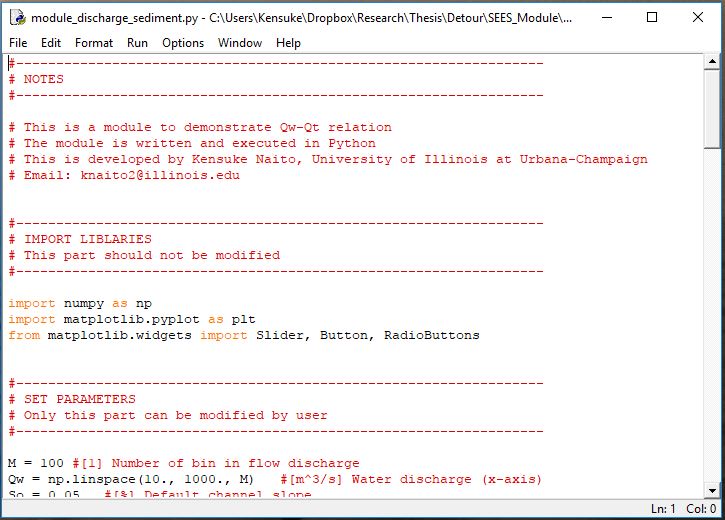 module_discharge_sediment.py - C:\Users\Kensuke\Dropbox\Research\Thesis\Detour\SEES_Module\...
File Edit Format Run Options Window Help
#------------------------------------------------------------------
# NOTES
#------------------------------------------------------------------
# This is a module to demonstrate Qw-Qt relation
# The module is written and executed in Python
# This is developed by Kensuke Naito, University of Illinois at Urbana-Champaign
# Email: knaito2@illinois.edu
#------------------------------------------------------------------
# IMPORT LIBLARIES
# This part should not be modified
#------------------------------------------------------------------
import numpy as np
import matplotlib.pyplot as plt
from matplotlib.widgets import Slider, Button, RadioButtons
#------------------------------------------------------------------
# SET PARAMETERS
# Only this part can be modified by user
#------------------------------------------------------------------
M = 100 #[1] Number of bin in flow discharge
Qw = np.linspace(10., 1000., M) #[m^3/s] Water discharge (x-axis)
So = 0.05 #[%] Default channel slope
Ln: 1 Col: 0